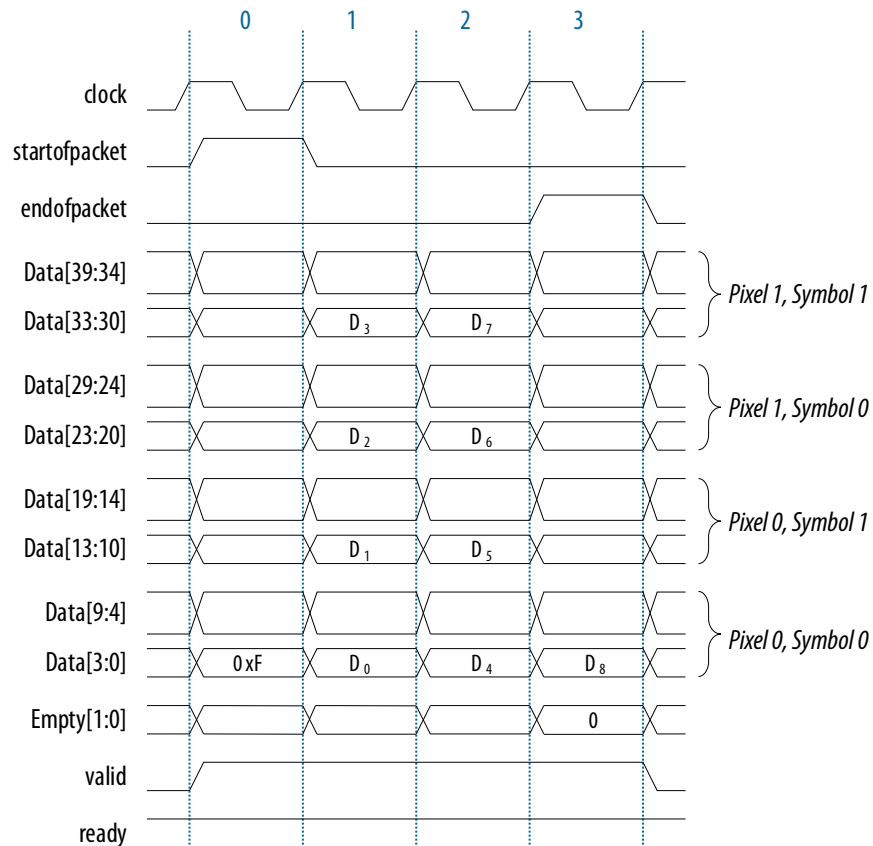 0 1 2 3
clock
startofpacket
endofpacket
Data[39:34]
Pixel 1, Symbol 1
Data[33:30] D3 D7
Data[29:24]
Pixel 1, Symbol 0
Data[23:20] D2 D6
Data[19:14]
Pixel 0, Symbol 1
Data[13:10] D1 D5
Data[9:4]
Pixel 0, Symbol 0
Data[3:0] 0xF D0 D4 D8
Empty[1:0] 0
valid
ready